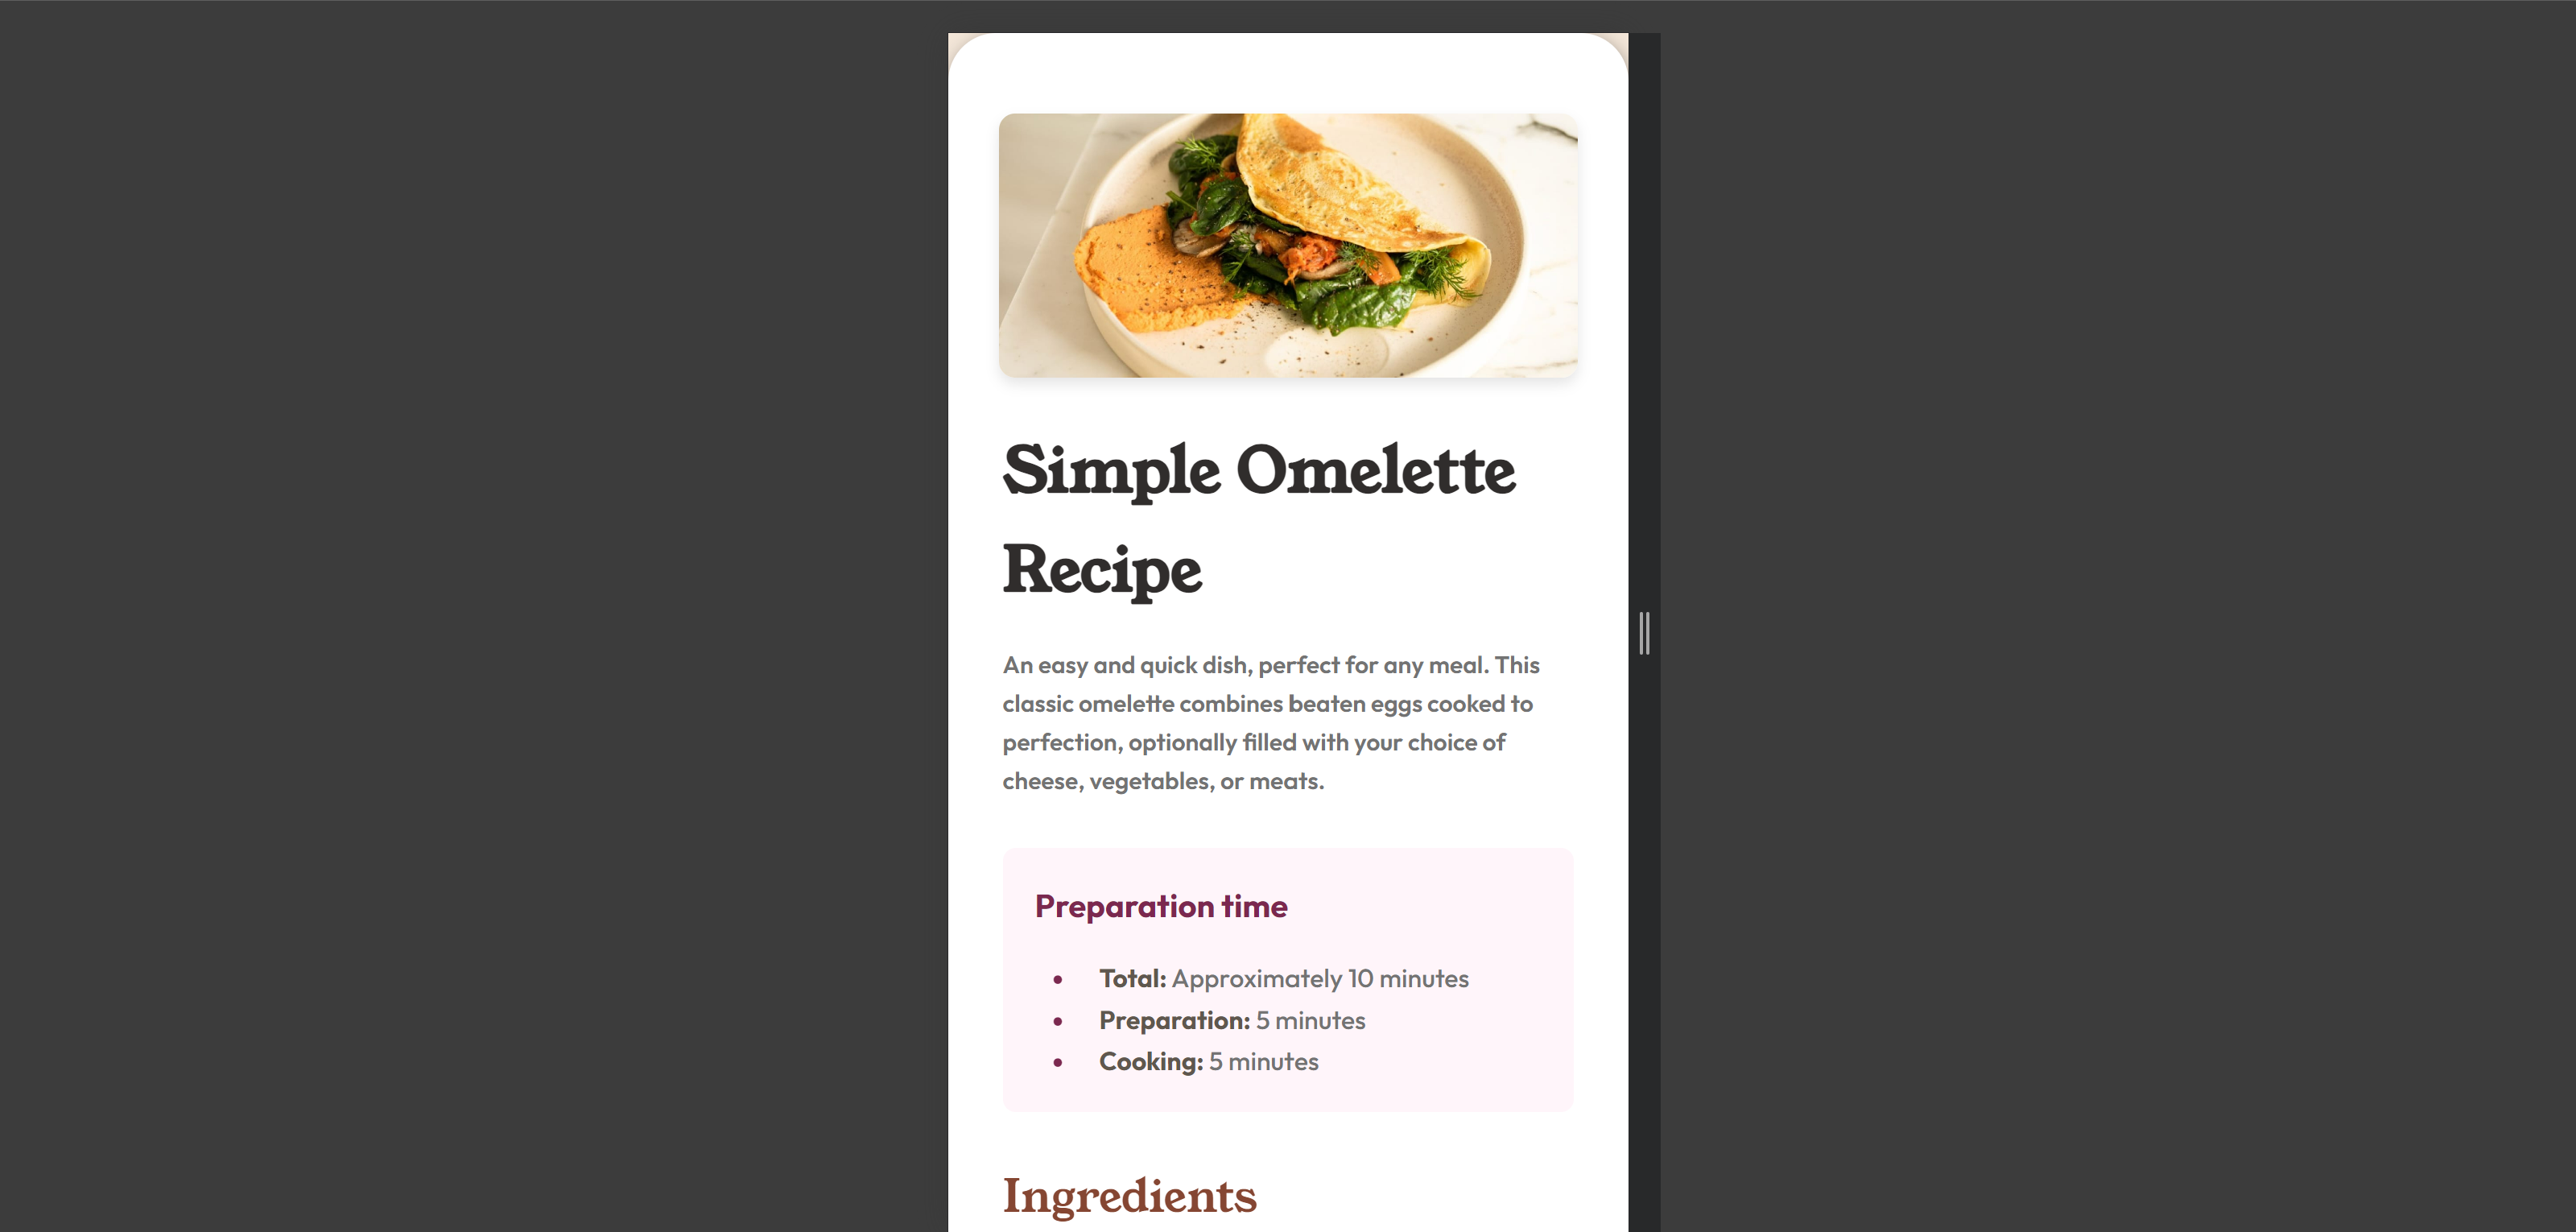 Simple Omelette
Recipe
An easy and quick dish, perfect for any meal. This
classic omelette combines beaten eggs cooked to
perfection, optionally filled with your choice of
cheese, vegetables, or meats.
Preparation time
• Total: Approximately 10 minutes
• Preparation: 5 minutes
• Cooking: 5 minutes
Ingredients